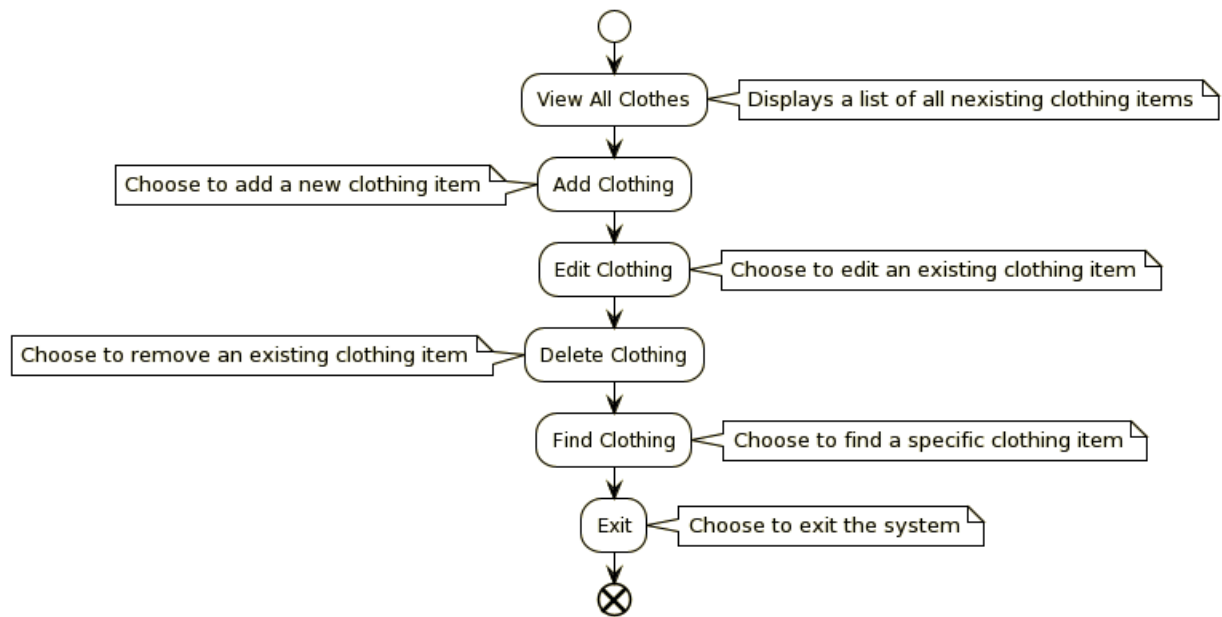 View All Clothes
Displays a list of all nexisting clothing items
Choose to add a new clothing item
Add Clothing
Edit Clothing
Choose to edit an existing clothing item
Choose to remove an existing clothing item
Delete Clothing
Find Clothing
Choose to find a specific clothing item
Exit
Choose to exit the system